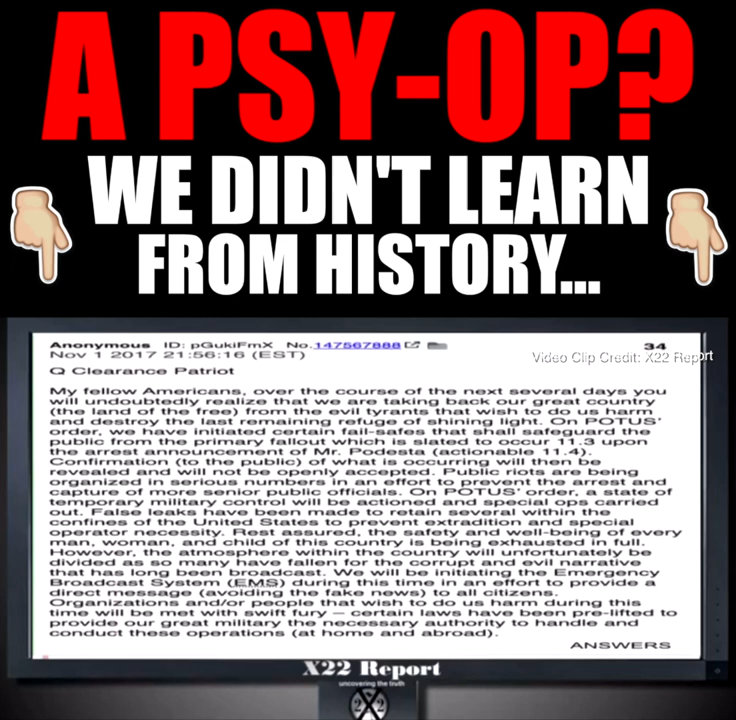 A PSY-OP?
WE DIDN'T LEARN
FROM HISTORY...
Anonymous ID: pGukiFmX No.147567888 34
Nov 1 2017 21:56:16 (EST)
Video Clip Credit: X22 Report
Q Clearance Patriot
My fellow Americans, over the course of the next several days you
will undoubtedly realize that we are taking back our great country
(the land of the free) from the evil tyrants that wish to do us harm
and destroy the last remaining refuge of shining light. On POTUS'
order, we have initiated certain fail-safes that shall safeguard the
public from the primary fallout which is slated to occur 11.3 upon
the arrest announcement of Mr. Podesta (actionable 11.4).
Confirmation (to the public) of what is occurring will then be
revealed and will not be openly accepted. Public riots are being
organized in serious numbers in an effort to prevent the arrest and
capture of more senior public officials. On POTUS' order, a state of
temporary military control will be actioned and special ops carried
out. False leaks have been made to retain several within the
confines of the United States to prevent extradition and special
operator necessity. Rest assured, the safety and well-being of every
man, woman, and child of this country is being exhausted in full.
However, the atmosphere within the country will unfortunately be
divided as so many have fallen for the corrupt and evil narrative
that has long been broadcast. We will be initiating the Emergency
Broadcast System (EMS) during this time in an effort to provide a
direct message (avoiding the fake news) to all citizens.
Organizations and/or people that wish to do us harm during this
time will be met with swift fury – certain laws have been pre-lifted to
provide our great military the necessary authority to handle and
conduct these operations (at home and abroad).
ANSWERS
X22 Report
uncovering the truth
X22